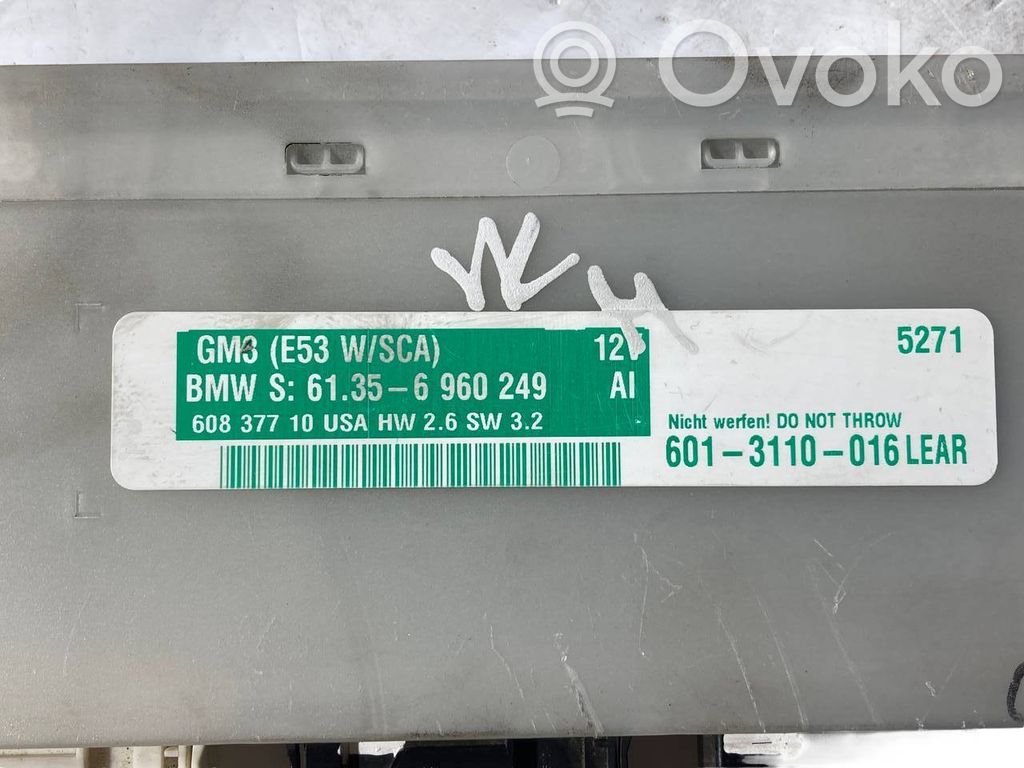 Ovoko
GM3 (E53 W/SCA) 12V
BMW S: 61.35-6 960 249 AI
608 377 10 USA HW 2.6 SW 3.2
5271
Nicht werfen! DO NOT THROW
601-3110-016 LEAR